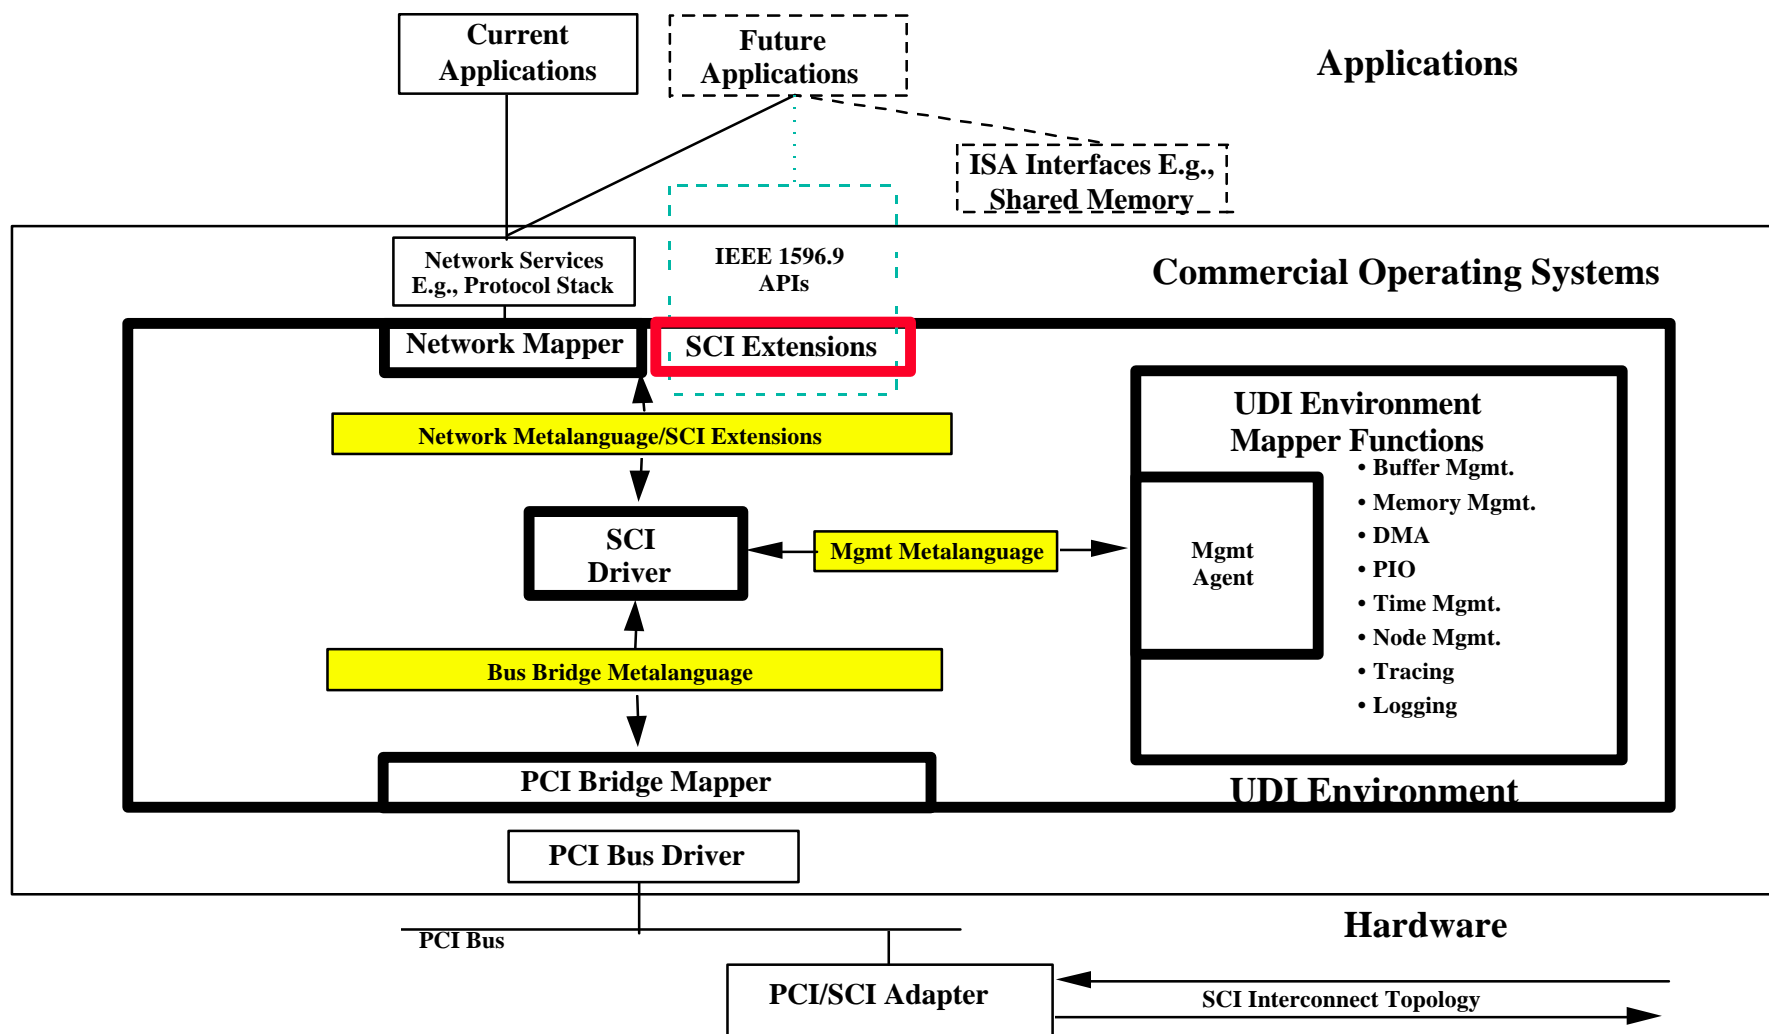 Current
Applications
Future
Applications
Applications
ISA Interfaces E.g.,
Shared Memory
Network Services
E.g., Protocol Stack
IEEE 1596.9
APIs
Commercial Operating Systems
Network Mapper
SCI Extensions
UDI Environment
Mapper Functions
Network Metalanguage/SCI Extensions
• Buffer Mgmt.
• Memory Mgmt.
• DMA
• PIO
• Time Mgmt.
• Node Mgmt.
• Tracing
• Logging
SCI
Driver
Mgmt Metalanguage
Mgmt
Agent
Bus Bridge Metalanguage
PCI Bridge Mapper
UDI Environment
PCI Bus Driver
Hardware
PCI Bus
PCI/SCI Adapter
SCI Interconnect Topology